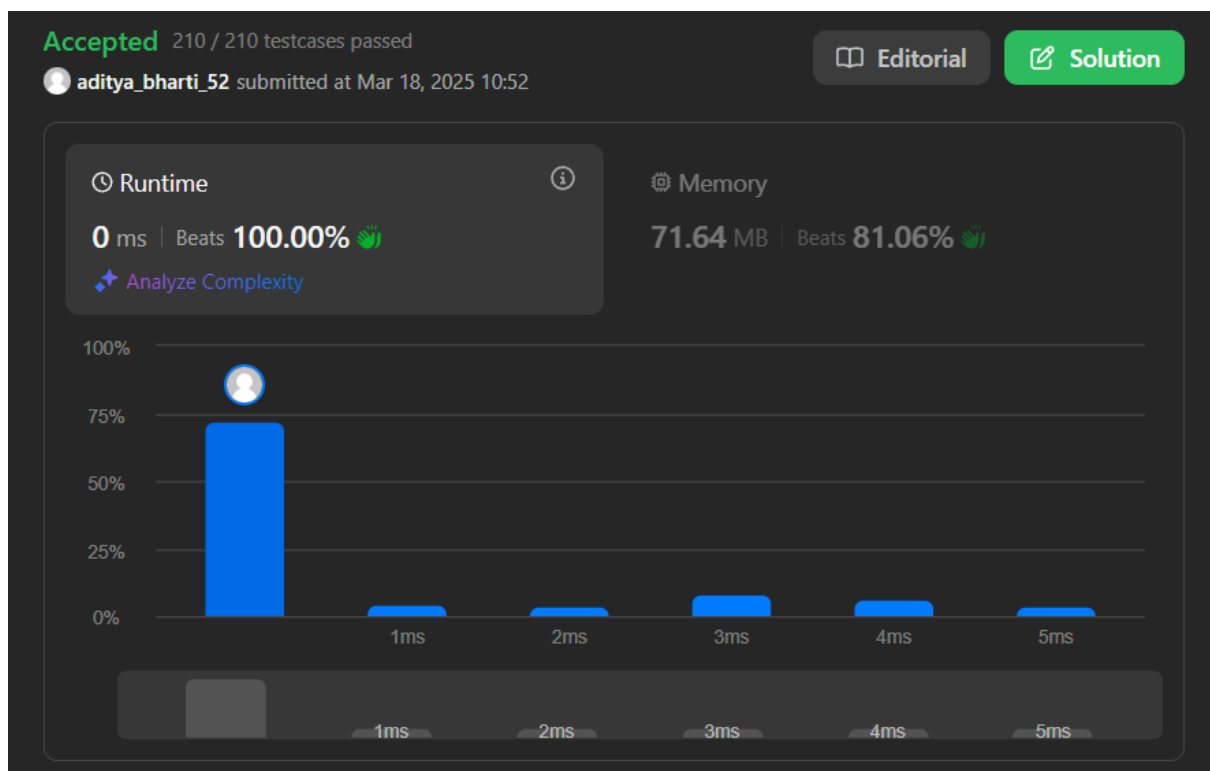 Accepted 210 / 210 testcases passed
Editorial
Solution
aditya_bharti_52 submitted at Mar 18, 2025 10:52
Runtime
0 ms | Beats 100.00%
Analyze Complexity
Memory
71.64 MB | Beats 81.06%
100%
75%
50%
25%
0%
1ms 2ms 3ms 4ms 5ms
1ms 2ms 3ms 4ms 5ms